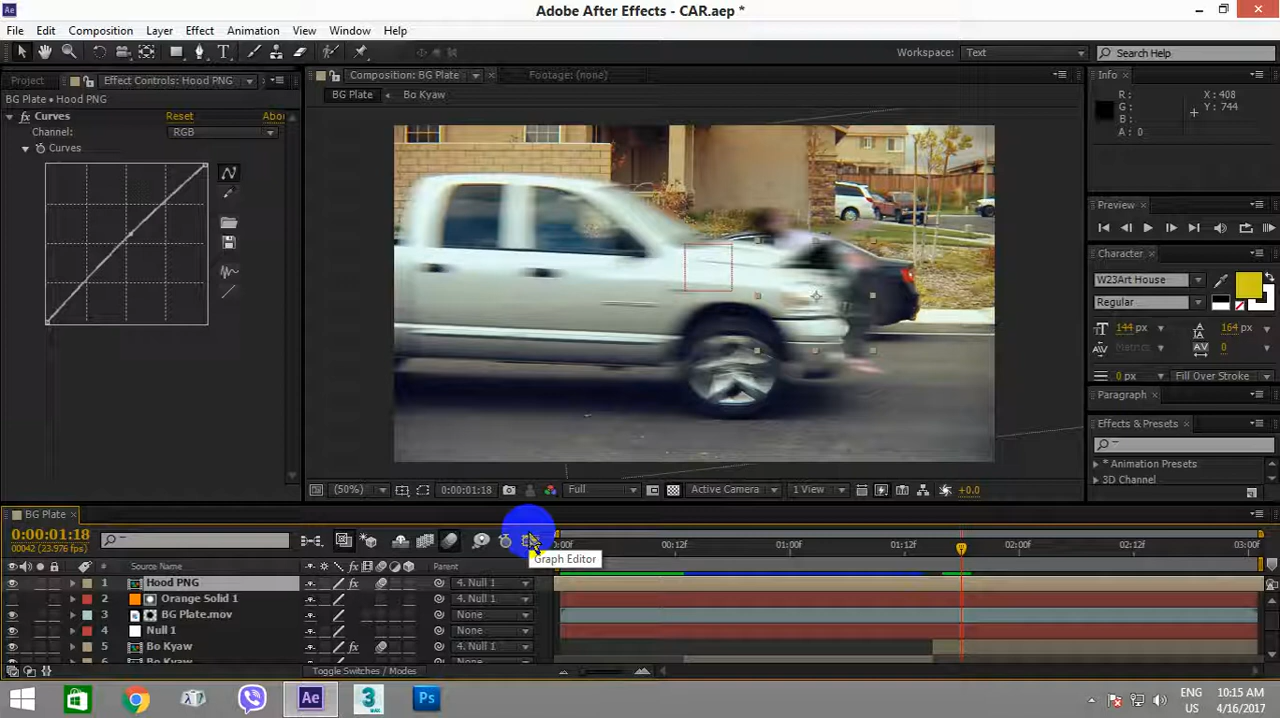 Adobe After Effects - CAR.aep *
File Edit Composition Layer Effect Animation View Window Help
Workspace: Text Search Help
Project Effect Controls: Hood PNG Composition: BG Plate Footage: (none) Info
BG Plate • Hood PNG BG Plate Bo Kyaw
R: G: B: A: 0 X: 408 Y: 744
fx Curves Reset Abo
Channel: RGB
Curves
Preview
Character
W23Art House
Regular
144 px 164 px
Metrics 0
0 px Fill Over Stroke
Paragraph
Effects & Presets
* Animation Presets
3D Channel
(50%) 0:00:01:18 Full Active Camera 1 View +0.0
BG Plate
0:00:01:18
00042 (23.976 fps)
:00f 00:12f 01:00f 01:12f 02:00f 02:12f 03:00f
Graph Editor
# Source Name Parent
1 Hood PNG 4. Null 1
2 Orange Solid 1 4. Null 1
3 BG Plate.mov None
4 Null 1 None
5 Bo Kyaw 4. Null 1
6 Bo Kyaw
Toggle Switches / Modes
Ae Ps ENG US 10:15 AM 4/16/2017